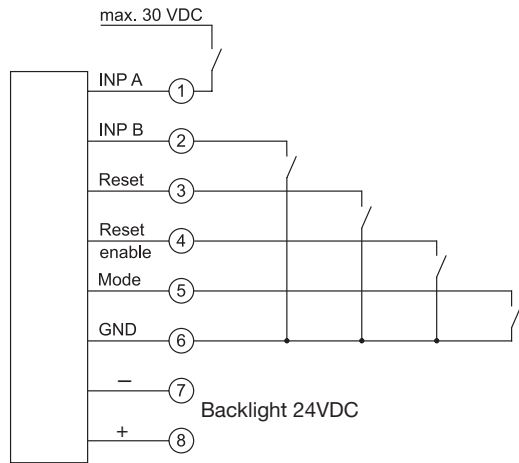 max. 30 VDC
INP A
1
INP B
2
Reset
3
Reset
enable
4
Mode
5
GND
6
−
7
Backlight 24VDC
+
8